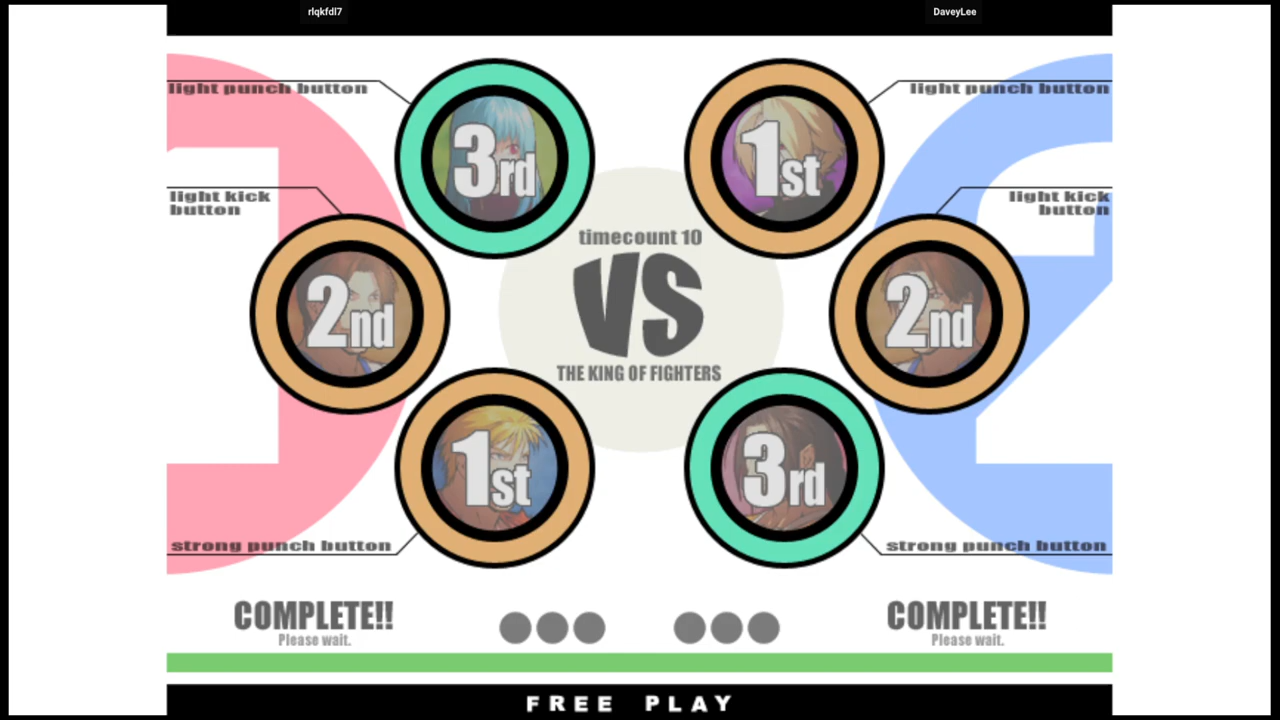 rlqkfdl7
DaveyLee
light punch button
light punch button
3rd
1st
light kick
button
light kick
button
timecount 10
VS
THE KING OF FIGHTERS
2nd
2nd
1st
3rd
strong punch button
strong punch button
COMPLETE!!
Please wait.
COMPLETE!!
Please wait.
FREE PLAY